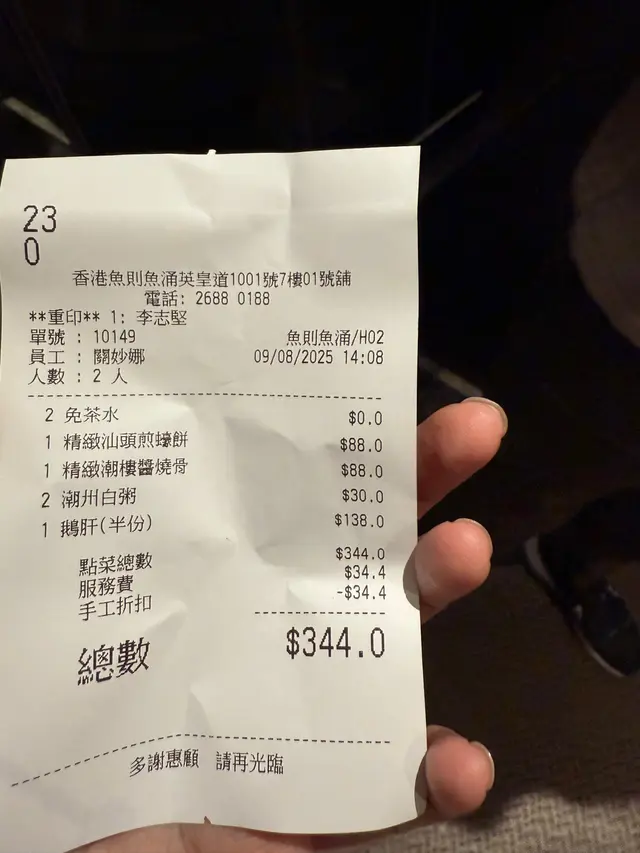 23
0
香港魚則魚涌英皇道1001號7樓01號舖
電話: 2688 0188
**重印** 1: 李志堅
單號 : 10149 魚則魚涌/H02
員工 : 關妙娜 09/08/2025 14:08
人數 : 2 人
2 免茶水 $0.0
1 精緻汕頭煎蠔餅 $88.0
1 精緻潮樓醬燒骨 $88.0
2 潮州白粥 $30.0
1 鵝肝(半份) $138.0
點菜總數 $344.0
服務費 $34.4
手工折扣 -$34.4
總數 $344.0
多謝惠顧 請再光臨